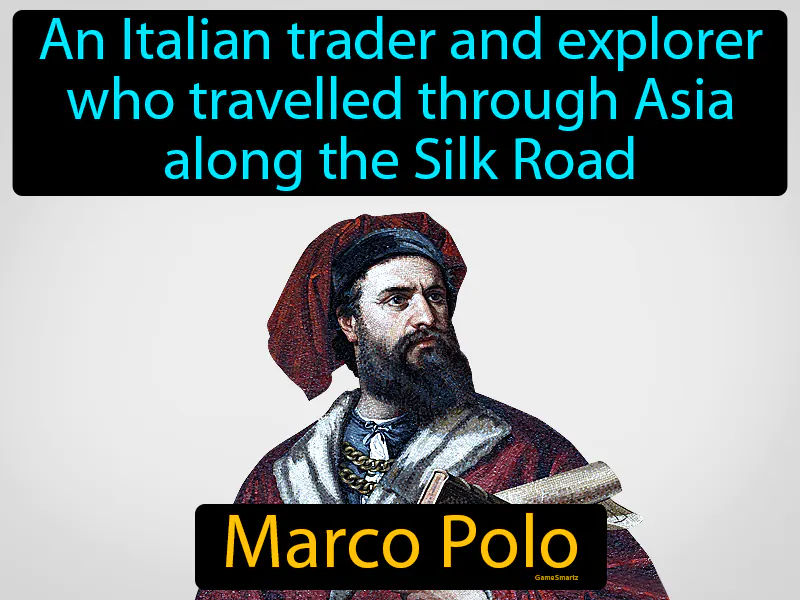 An Italian trader and explorer
who travelled through Asia
along the Silk Road
Marco Polo
GameSmartz